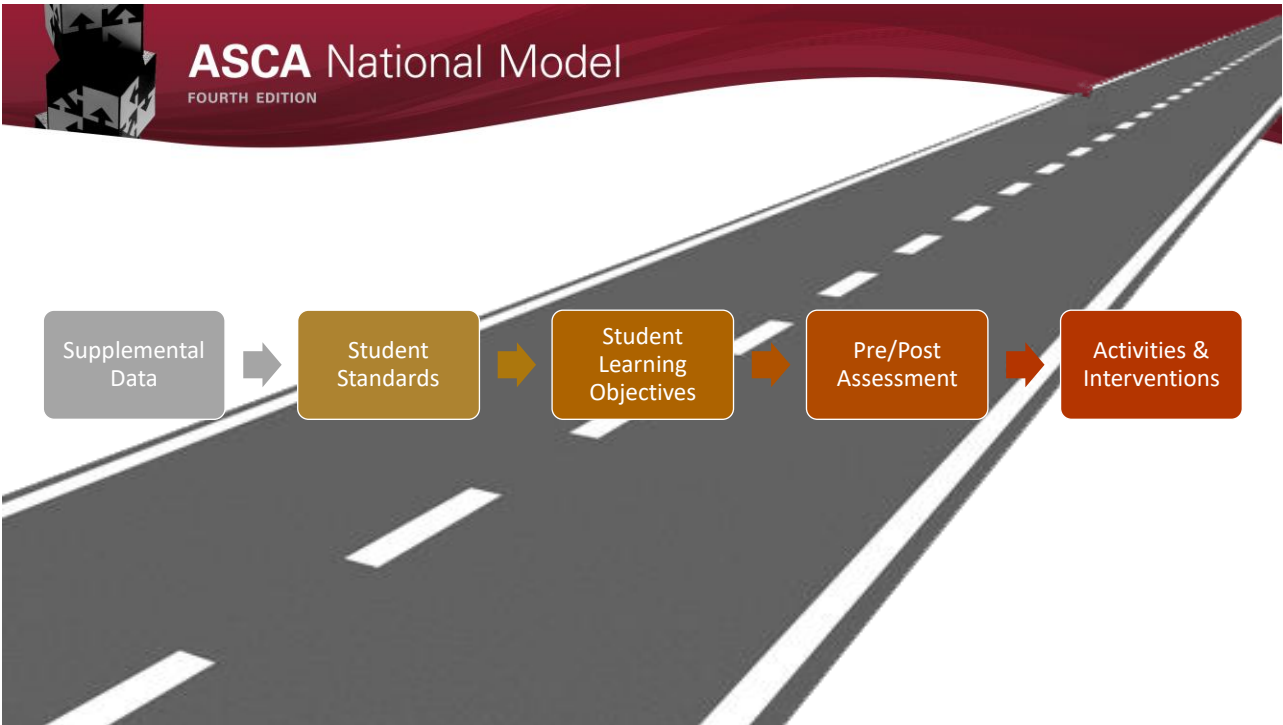 ASCA National Model
FOURTH EDITION
Supplemental
Data
Student
Standards
Student
Learning
Objectives
Pre/Post
Assessment
Activities &
Interventions